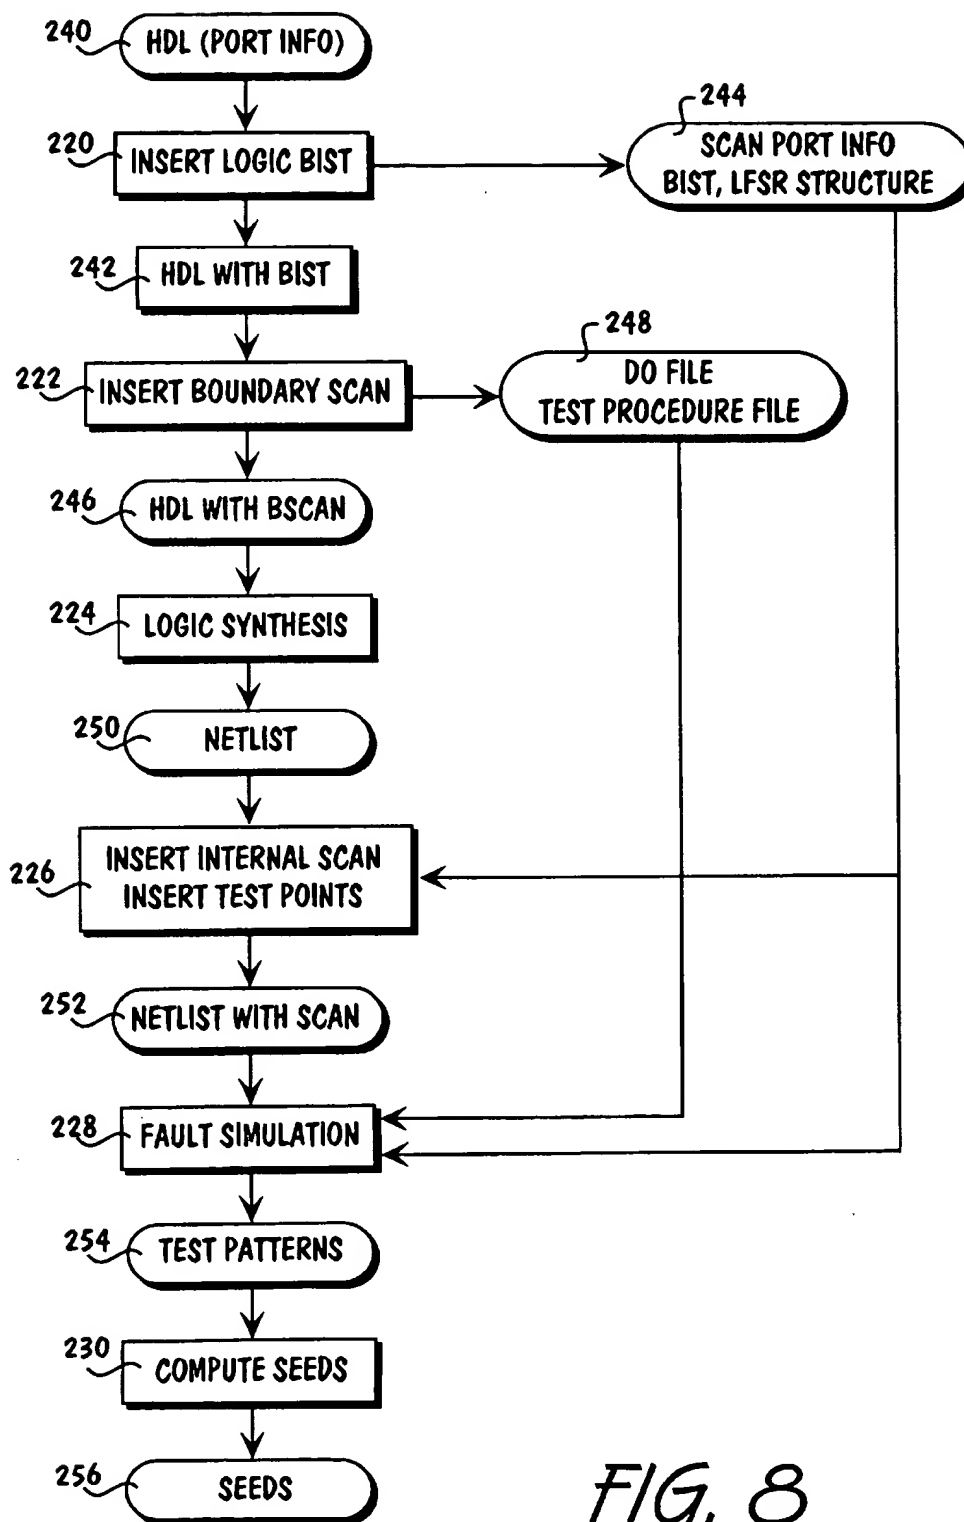 240
HDL (PORT INFO)
244
SCAN PORT INFO
BIST, LFSR STRUCTURE
220
INSERT LOGIC BIST
242
HDL WITH BIST
248
DO FILE
TEST PROCEDURE FILE
222
INSERT BOUNDARY SCAN
246
HDL WITH BSCAN
224
LOGIC SYNTHESIS
250
NETLIST
226
INSERT INTERNAL SCAN
INSERT TEST POINTS
252
NETLIST WITH SCAN
228
FAULT SIMULATION
254
TEST PATTERNS
230
COMPUTE SEEDS
256
SEEDS
FIG. 8